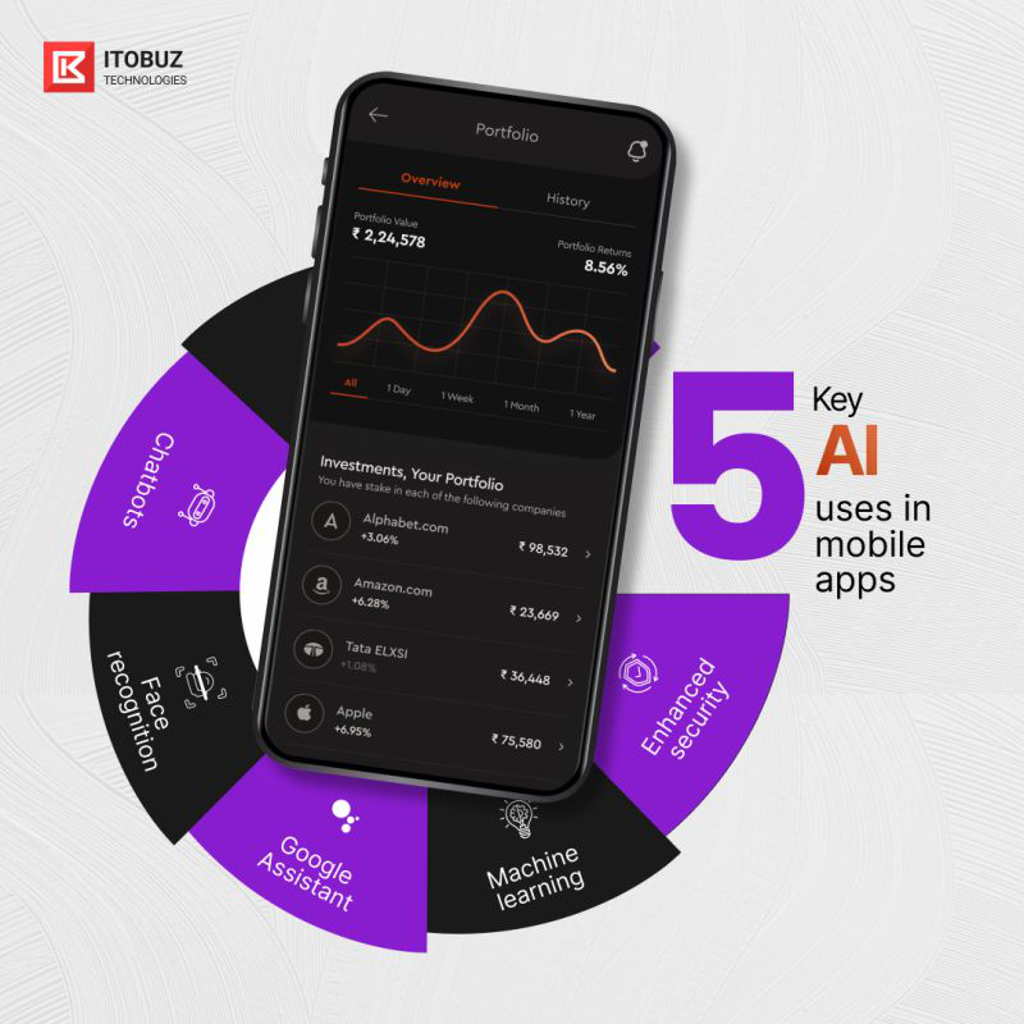 ITOBUZ
TECHNOLOGIES
Portfolio
Overview
History
Portfolio Value
₹ 2,24,578
Portfolio Returns
8.56%
All
1 Day
1 Week
1 Month
1 Year
Investments, Your Portfolio
You have stake in each of the following companies
Alphabet.com
+3.06%
₹ 98,532
Amazon.com
+6.28%
₹ 23,669
Tata ELXSI
+1.08%
₹ 36,448
Apple
+6.95%
₹ 75,580
5
Key
AI
uses in
mobile
apps
Chatbots
Face
recognition
Google
Assistant
Machine
learning
Enhanced
security